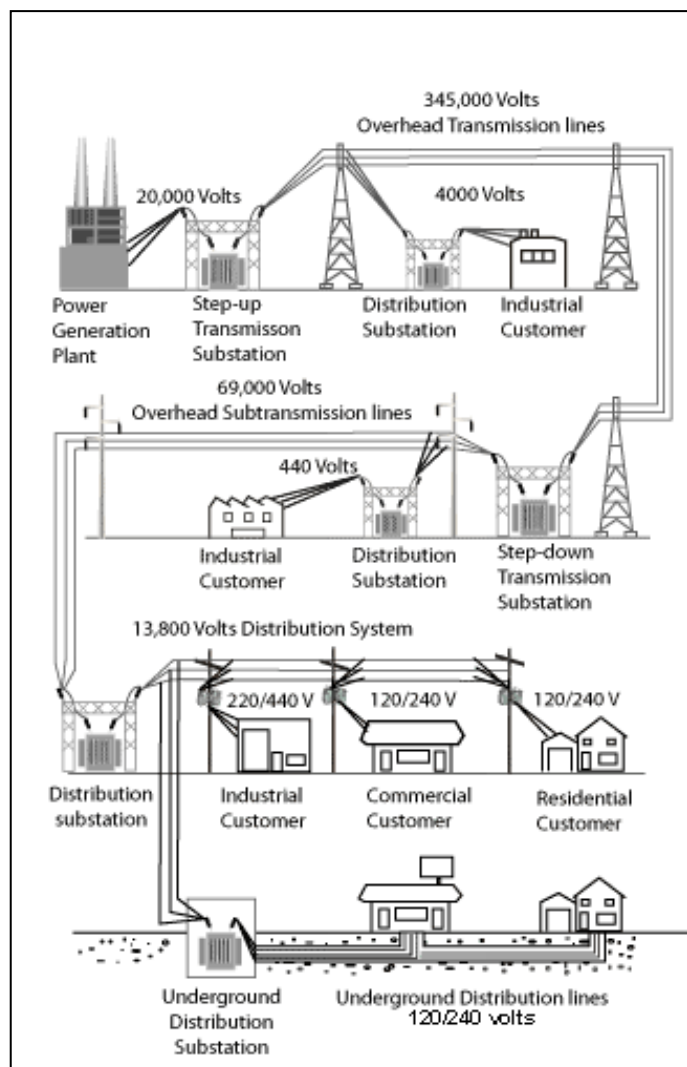 345,000 Volts
Overhead Transmission lines
20,000 Volts
4000 Volts
Power
Generation
Plant
Step-up
Transmisson
Substation
Distribution
Substation
Industrial
Customer
69,000 Volts
Overhead Subtransmission lines
440 Volts
Industrial
Customer
Distribution
Substation
Step-down
Transmission
Substation
13,800 Volts Distribution System
220/440 V
120/240 V
120/240 V
Distribution
substation
Industrial
Customer
Commercial
Customer
Residential
Customer
Underground
Distribution
Substation
Underground Distribution lines
120/240 volts